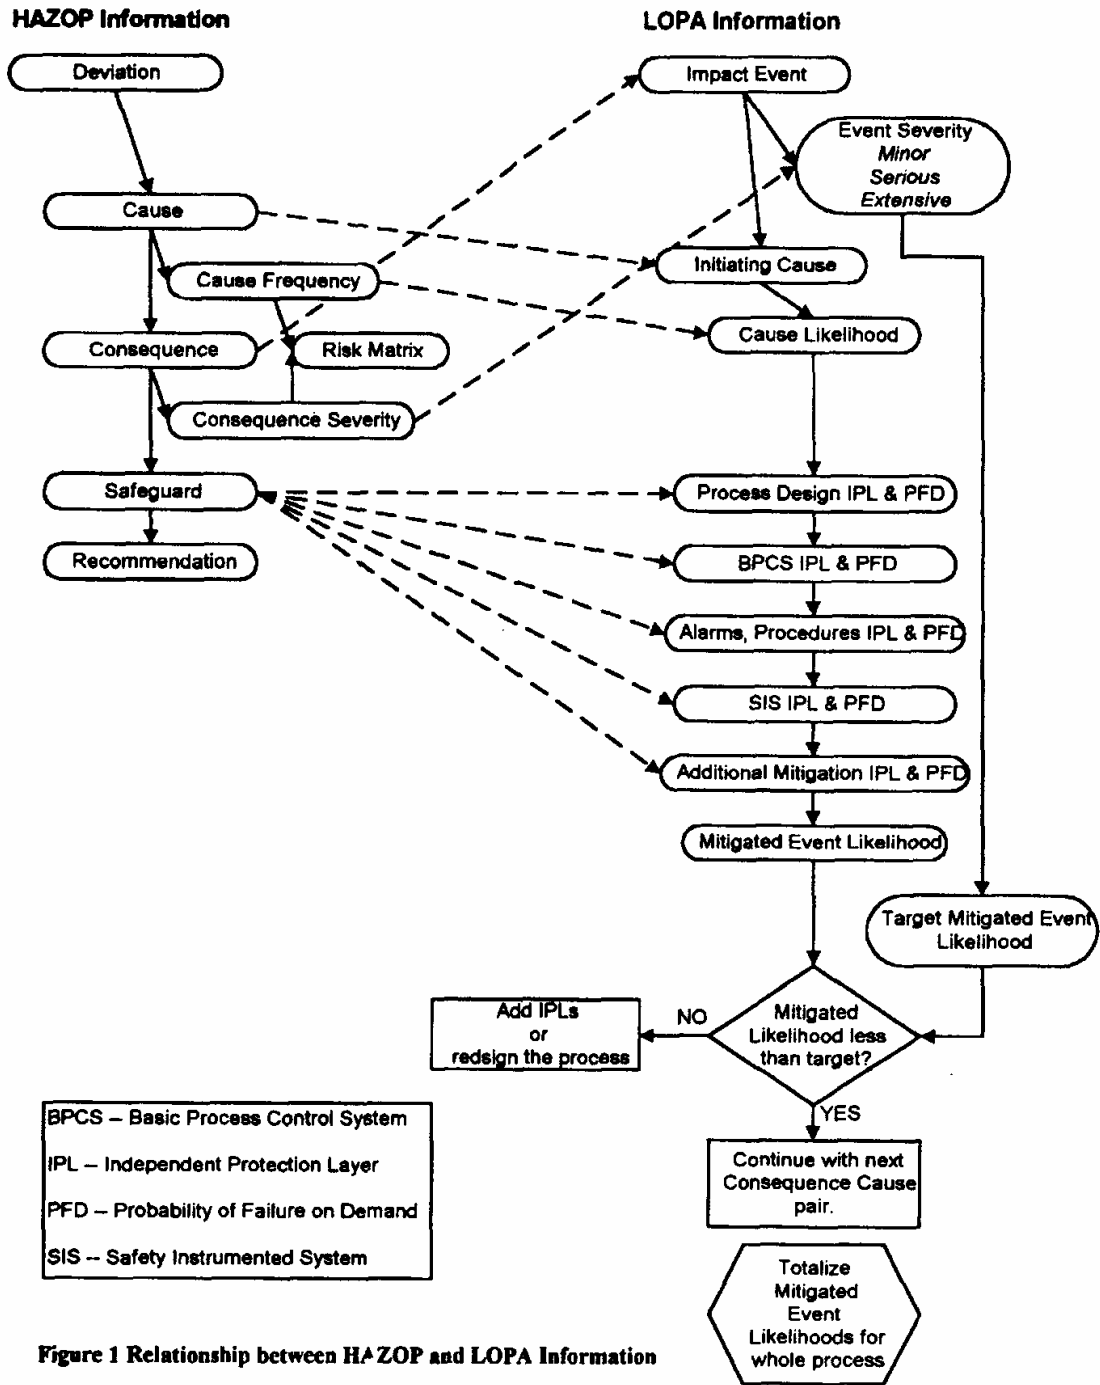 HAZOP Information
Deviation
Cause
Cause Frequency
Consequence
Risk Matrix
Consequence Severity
Safeguard
Recommendation
LOPA Information
Impact Event
Event Severity
Minor
Serious
Extensive
Initiating Cause
Cause Likelihood
Process Design IPL & PFD
BPCS IPL & PFD
Alarms, Procedures IPL & PFD
SIS IPL & PFD
Additional Mitigation IPL & PFD
Mitigated Event Likelihood
Target Mitigated Event
Likelihood
Mitigated
Likelihood less
than target?
NO
Add IPLs
or
redsign the process
YES
Continue with next
Consequence Cause
pair.
Totalize
Mitigated
Event
Likelihoods for
whole process
BPCS – Basic Process Control System
IPL – Independent Protection Layer
PFD – Probability of Failure on Demand
SIS – Safety Instrumented System
Figure 1 Relationship between HAZOP and LOPA Information